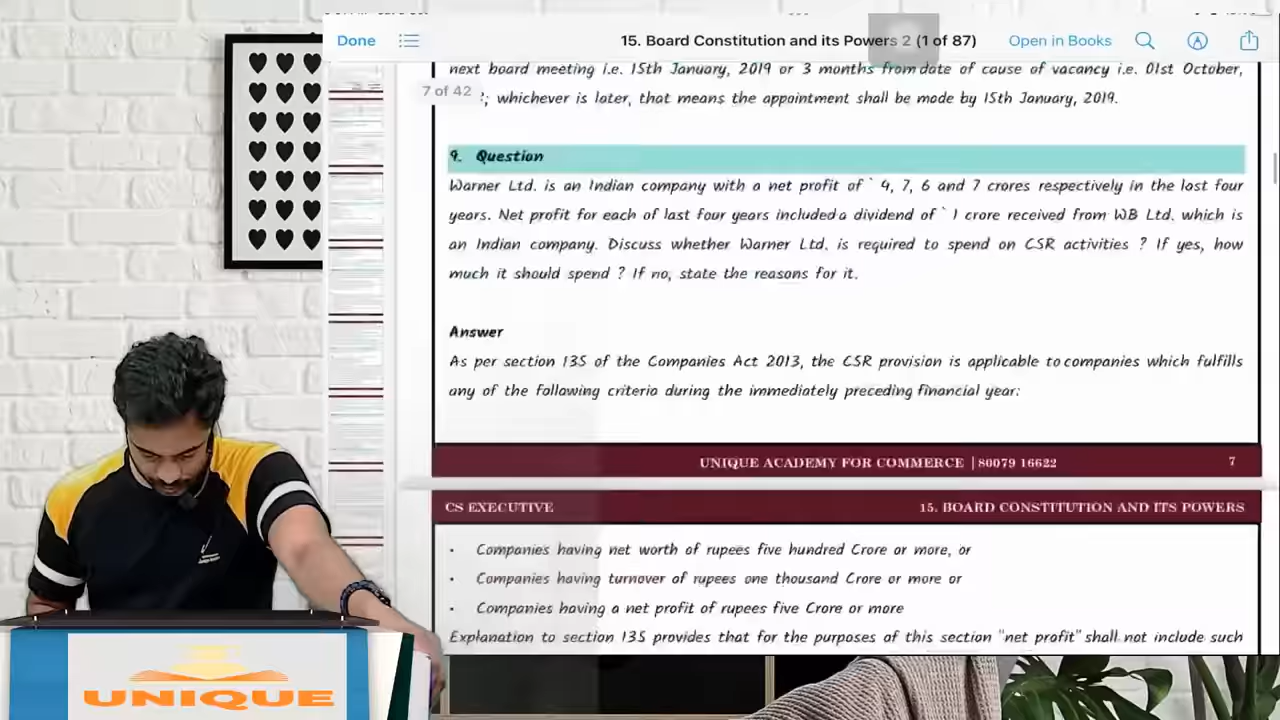 Done
15. Board Constitution and its Powers 2 (1 of 87)
Open in Books
next board meeting i.e. 15th January, 2019 or 3 months from date of cause of vacancy i.e. 01st October,
7 of 42
; whichever is later, that means the appointment shall be made by 15th January, 2019.
9. Question
Warner Ltd. is an Indian company with a net profit of ` 4, 7, 6 and 7 crores respectively in the last four
years. Net profit for each of last four years included a dividend of ` 1 crore received from WB Ltd. which is
an Indian company. Discuss whether Warner Ltd. is required to spend on CSR activities ? If yes, how
much it should spend ? If no, state the reasons for it.
Answer
As per section 135 of the Companies Act 2013, the CSR provision is applicable to companies which fulfills
any of the following criteria during the immediately preceding financial year:
UNIQUE ACADEMY FOR COMMERCE | 80079 16622
7
CS EXECUTIVE
15. BOARD CONSTITUTION AND ITS POWERS
• Companies having net worth of rupees five hundred Crore or more, or
• Companies having turnover of rupees one thousand Crore or more or
• Companies having a net profit of rupees five Crore or more
Explanation to section 135 provides that for the purposes of this section "net profit" shall not include such
UNIQUE